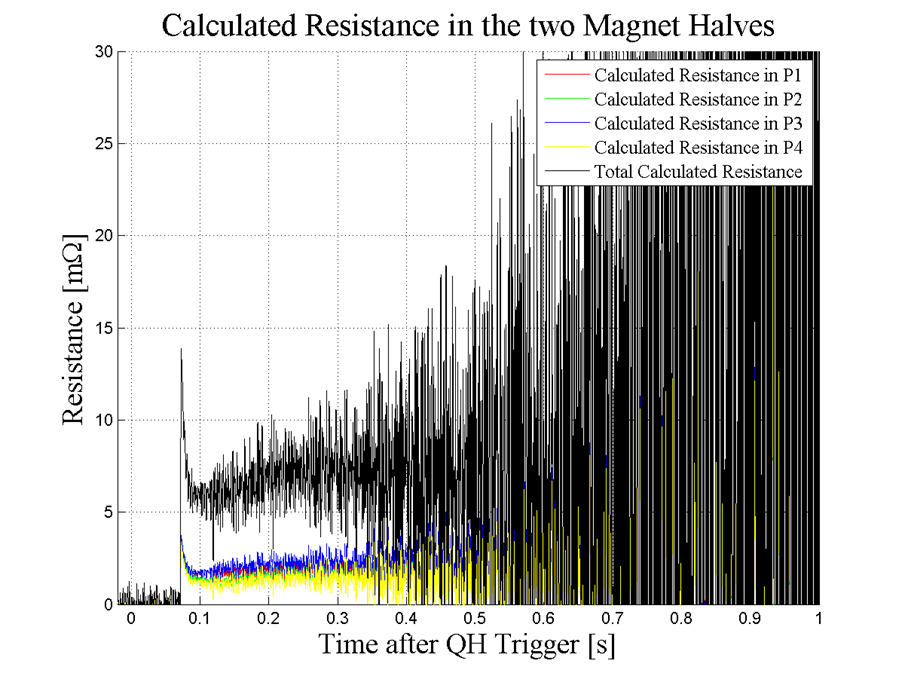 Calculated Resistance in the two Magnet Halves
30
25
20
15
10
5
0
Resistance [mΩ]
Calculated Resistance in P1
Calculated Resistance in P2
Calculated Resistance in P3
Calculated Resistance in P4
Total Calculated Resistance
0 0.1 0.2 0.3 0.4 0.5 0.6 0.7 0.8 0.9 1
Time after QH Trigger [s]